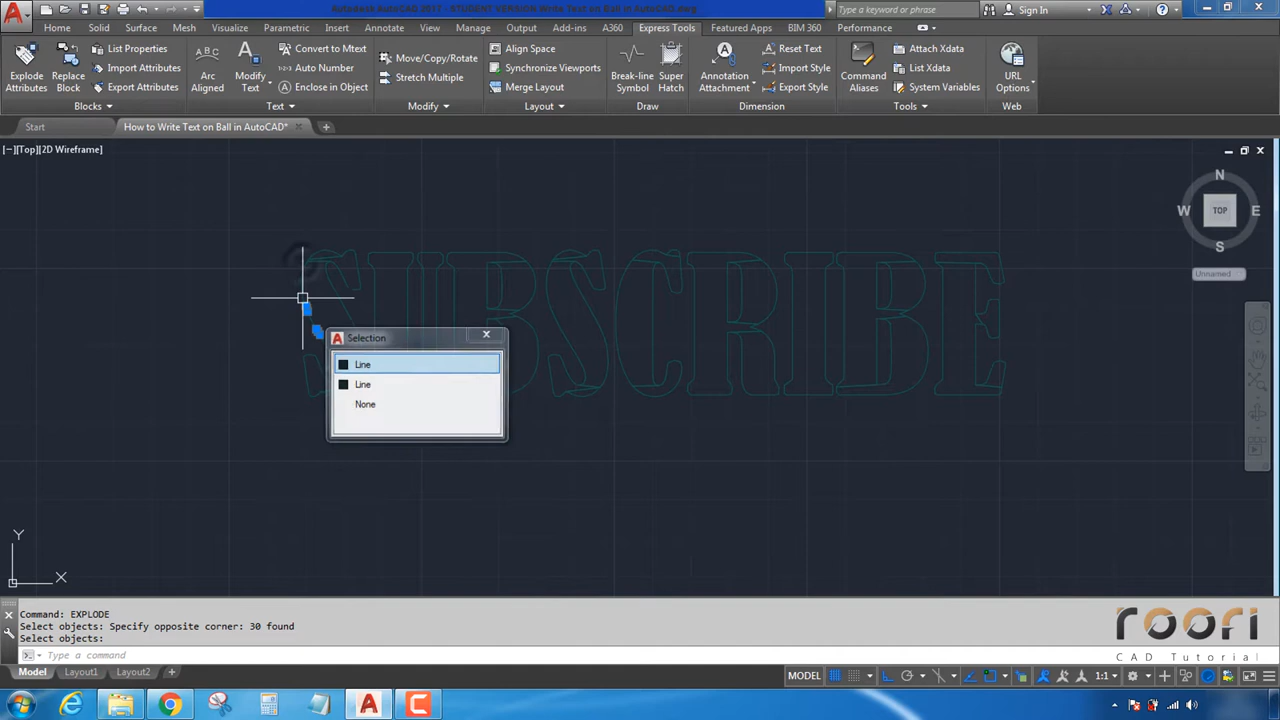 Autodesk AutoCAD 2017 - STUDENT VERSION Write Text on Ball in AutoCAD.dwg
Type a keyword or phrase
Sign In
Home Solid Surface Mesh Visualize Parametric Insert Annotate View Manage Output Add-ins A360 Express Tools Featured Apps BIM 360 Performance
Explode Attributes
Replace Block
List Properties
Import Attributes
Export Attributes
Blocks
Arc Aligned
Modify Text
Convert to Mtext
Auto Number
Enclose in Object
Text
Move/Copy/Rotate
Stretch Multiple
Modify
Align Space
Synchronize Viewports
Merge Layout
Layout
Break-line Symbol
Super Hatch
Draw
Annotation Attachment
Reset Text
Import Style
Export Style
Dimension
Command Aliases
Attach Xdata
List Xdata
System Variables
Tools
URL Options
Web
Start
How to Write Text on Ball in AutoCAD*
[−][Top][2D Wireframe]
N
W TOP E
S
Unnamed
SUBSCRIBE
Selection
Line
Line
None
Y
X
Command: EXPLODE
Select objects: Specify opposite corner: 30 found
Select objects:
Type a command
roofi
CAD Tutorial
Model Layout1 Layout2
MODEL
1:1